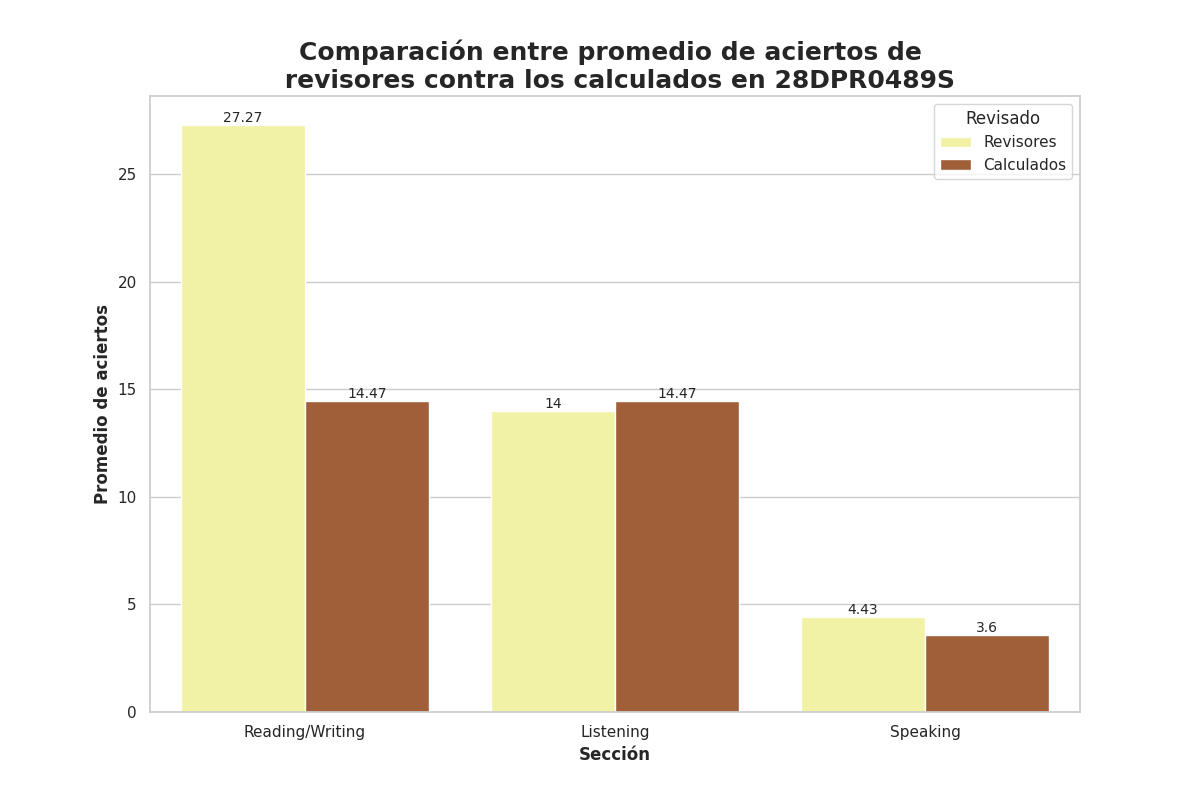 Comparación entre promedio de aciertos de
revisores contra los calculados en 28DPR0489S
Revisado
Revisores
Calculados
Promedio de aciertos
25
20
15
10
5
0
27.27
14.47
14
14.47
4.43
3.6
Reading/Writing
Listening
Speaking
Sección